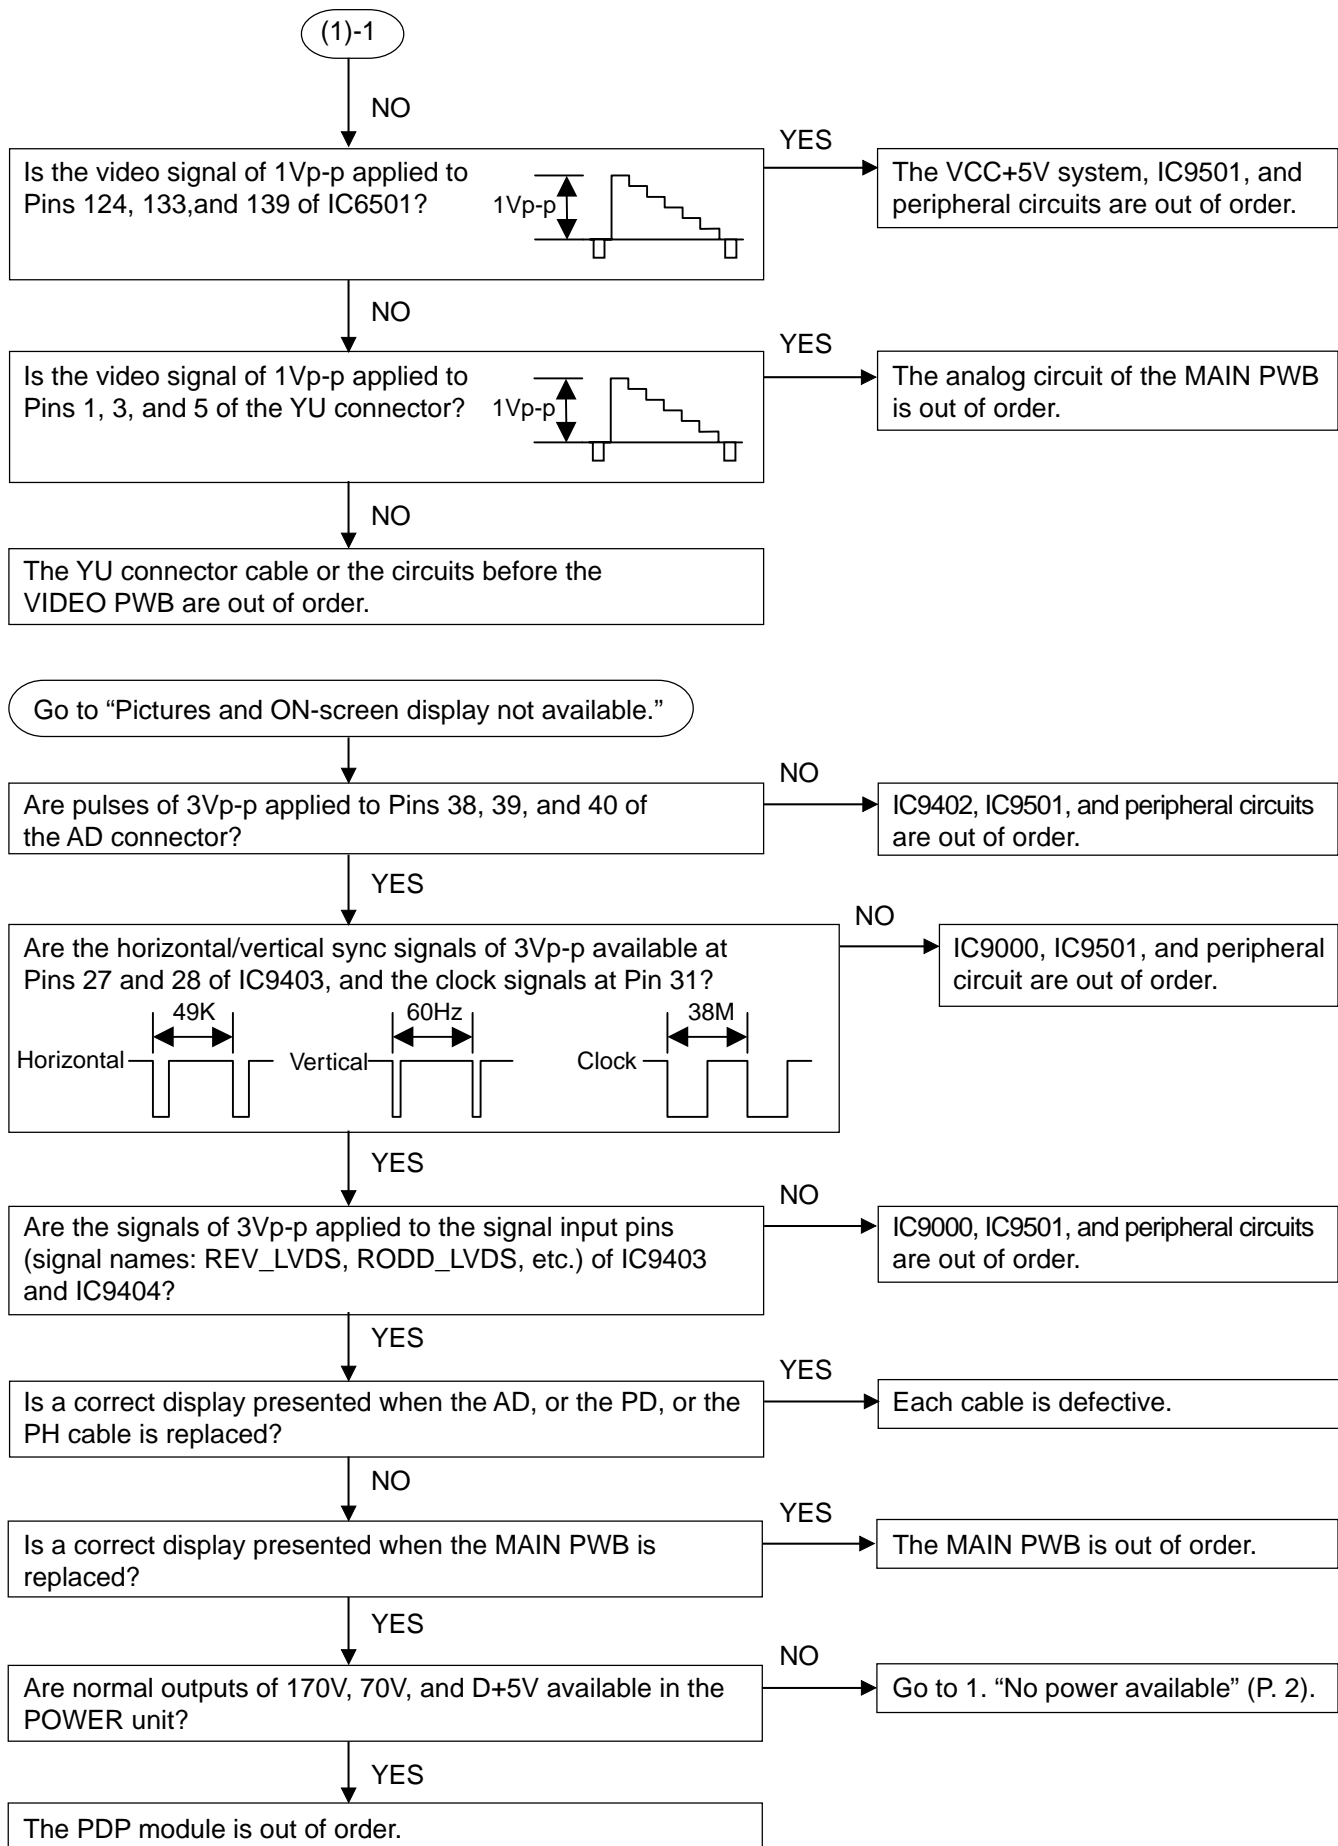 (1)-1
NO
Is the video signal of 1Vp-p applied to
Pins 124, 133,and 139 of IC6501?
1Vp-p
YES
The VCC+5V system, IC9501, and
peripheral circuits are out of order.
NO
Is the video signal of 1Vp-p applied to
Pins 1, 3, and 5 of the YU connector?
1Vp-p
YES
The analog circuit of the MAIN PWB
is out of order.
NO
The YU connector cable or the circuits before the
VIDEO PWB are out of order.
Go to “Pictures and ON-screen display not available.”
Are pulses of 3Vp-p applied to Pins 38, 39, and 40 of
the AD connector?
NO
IC9402, IC9501, and peripheral circuits
are out of order.
YES
Are the horizontal/vertical sync signals of 3Vp-p available at
Pins 27 and 28 of IC9403, and the clock signals at Pin 31?
49K
60Hz
38M
Horizontal
Vertical
Clock
NO
IC9000, IC9501, and peripheral
circuit are out of order.
YES
Are the signals of 3Vp-p applied to the signal input pins
(signal names: REV_LVDS, RODD_LVDS, etc.) of IC9403
and IC9404?
NO
IC9000, IC9501, and peripheral circuits
are out of order.
YES
Is a correct display presented when the AD, or the PD, or the
PH cable is replaced?
YES
Each cable is defective.
NO
Is a correct display presented when the MAIN PWB is
replaced?
YES
The MAIN PWB is out of order.
YES
Are normal outputs of 170V, 70V, and D+5V available in the
POWER unit?
NO
Go to 1. “No power available” (P. 2).
YES
The PDP module is out of order.